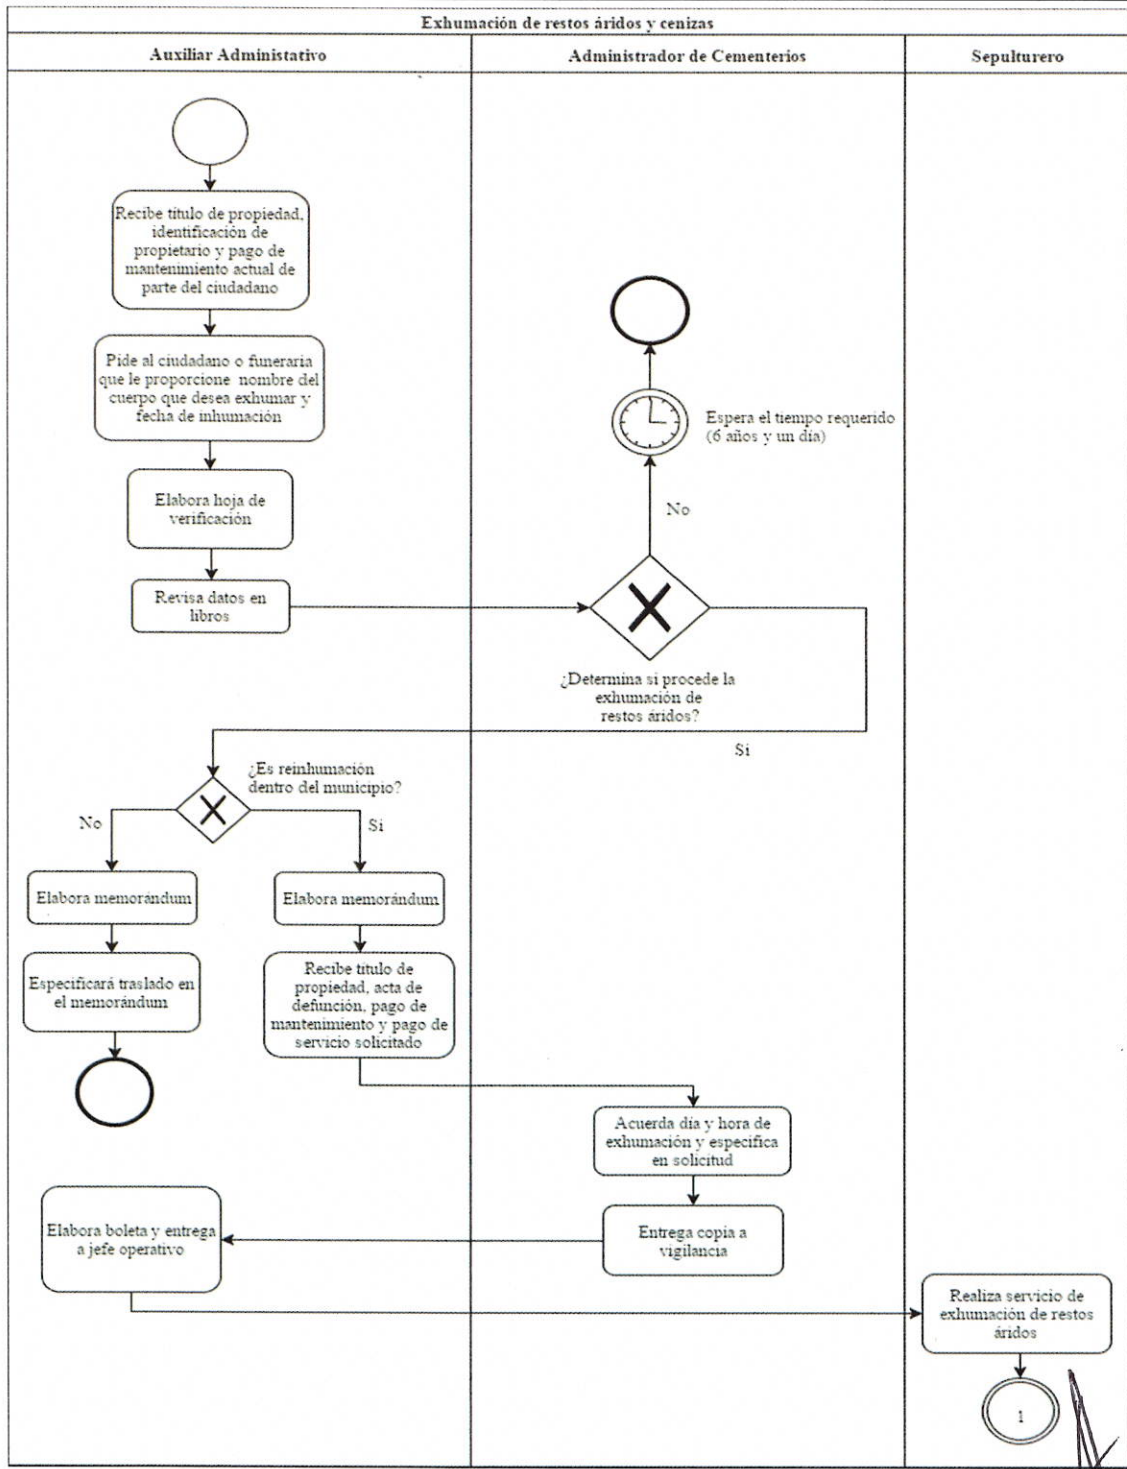 Exhumación de restos áridos y cenizas
Auxiliar Administativo
Administrador de Cementerios
Sepulturero
Recibe título de propiedad,
identificación de
propietario y pago de
mantenimiento actual de
parte del ciudadano
Pide al ciudadano o funeraria
que le proporcione nombre del
cuerpo que desea exhumar y
fecha de inhumación
Espera el tiempo requerido
(6 años y un día)
Elabora hoja de
verificación
No
Revisa datos en
libros
¿Determina si procede la
exhumación de
restos áridos?
Si
¿Es reinhumación
dentro del municipio?
No
Si
Elabora memorándum
Elabora memorándum
Especificará traslado en
el memorándum
Recibe título de
propiedad, acta de
defunción, pago de
mantenimiento y pago de
servicio solicitado
Acuerda día y hora de
exhumación y especifica
en solicitud
Entrega copia a
vigilancia
Elabora boleta y entrega
a jefe operativo
Realiza servicio de
exhumación de restos
áridos
1